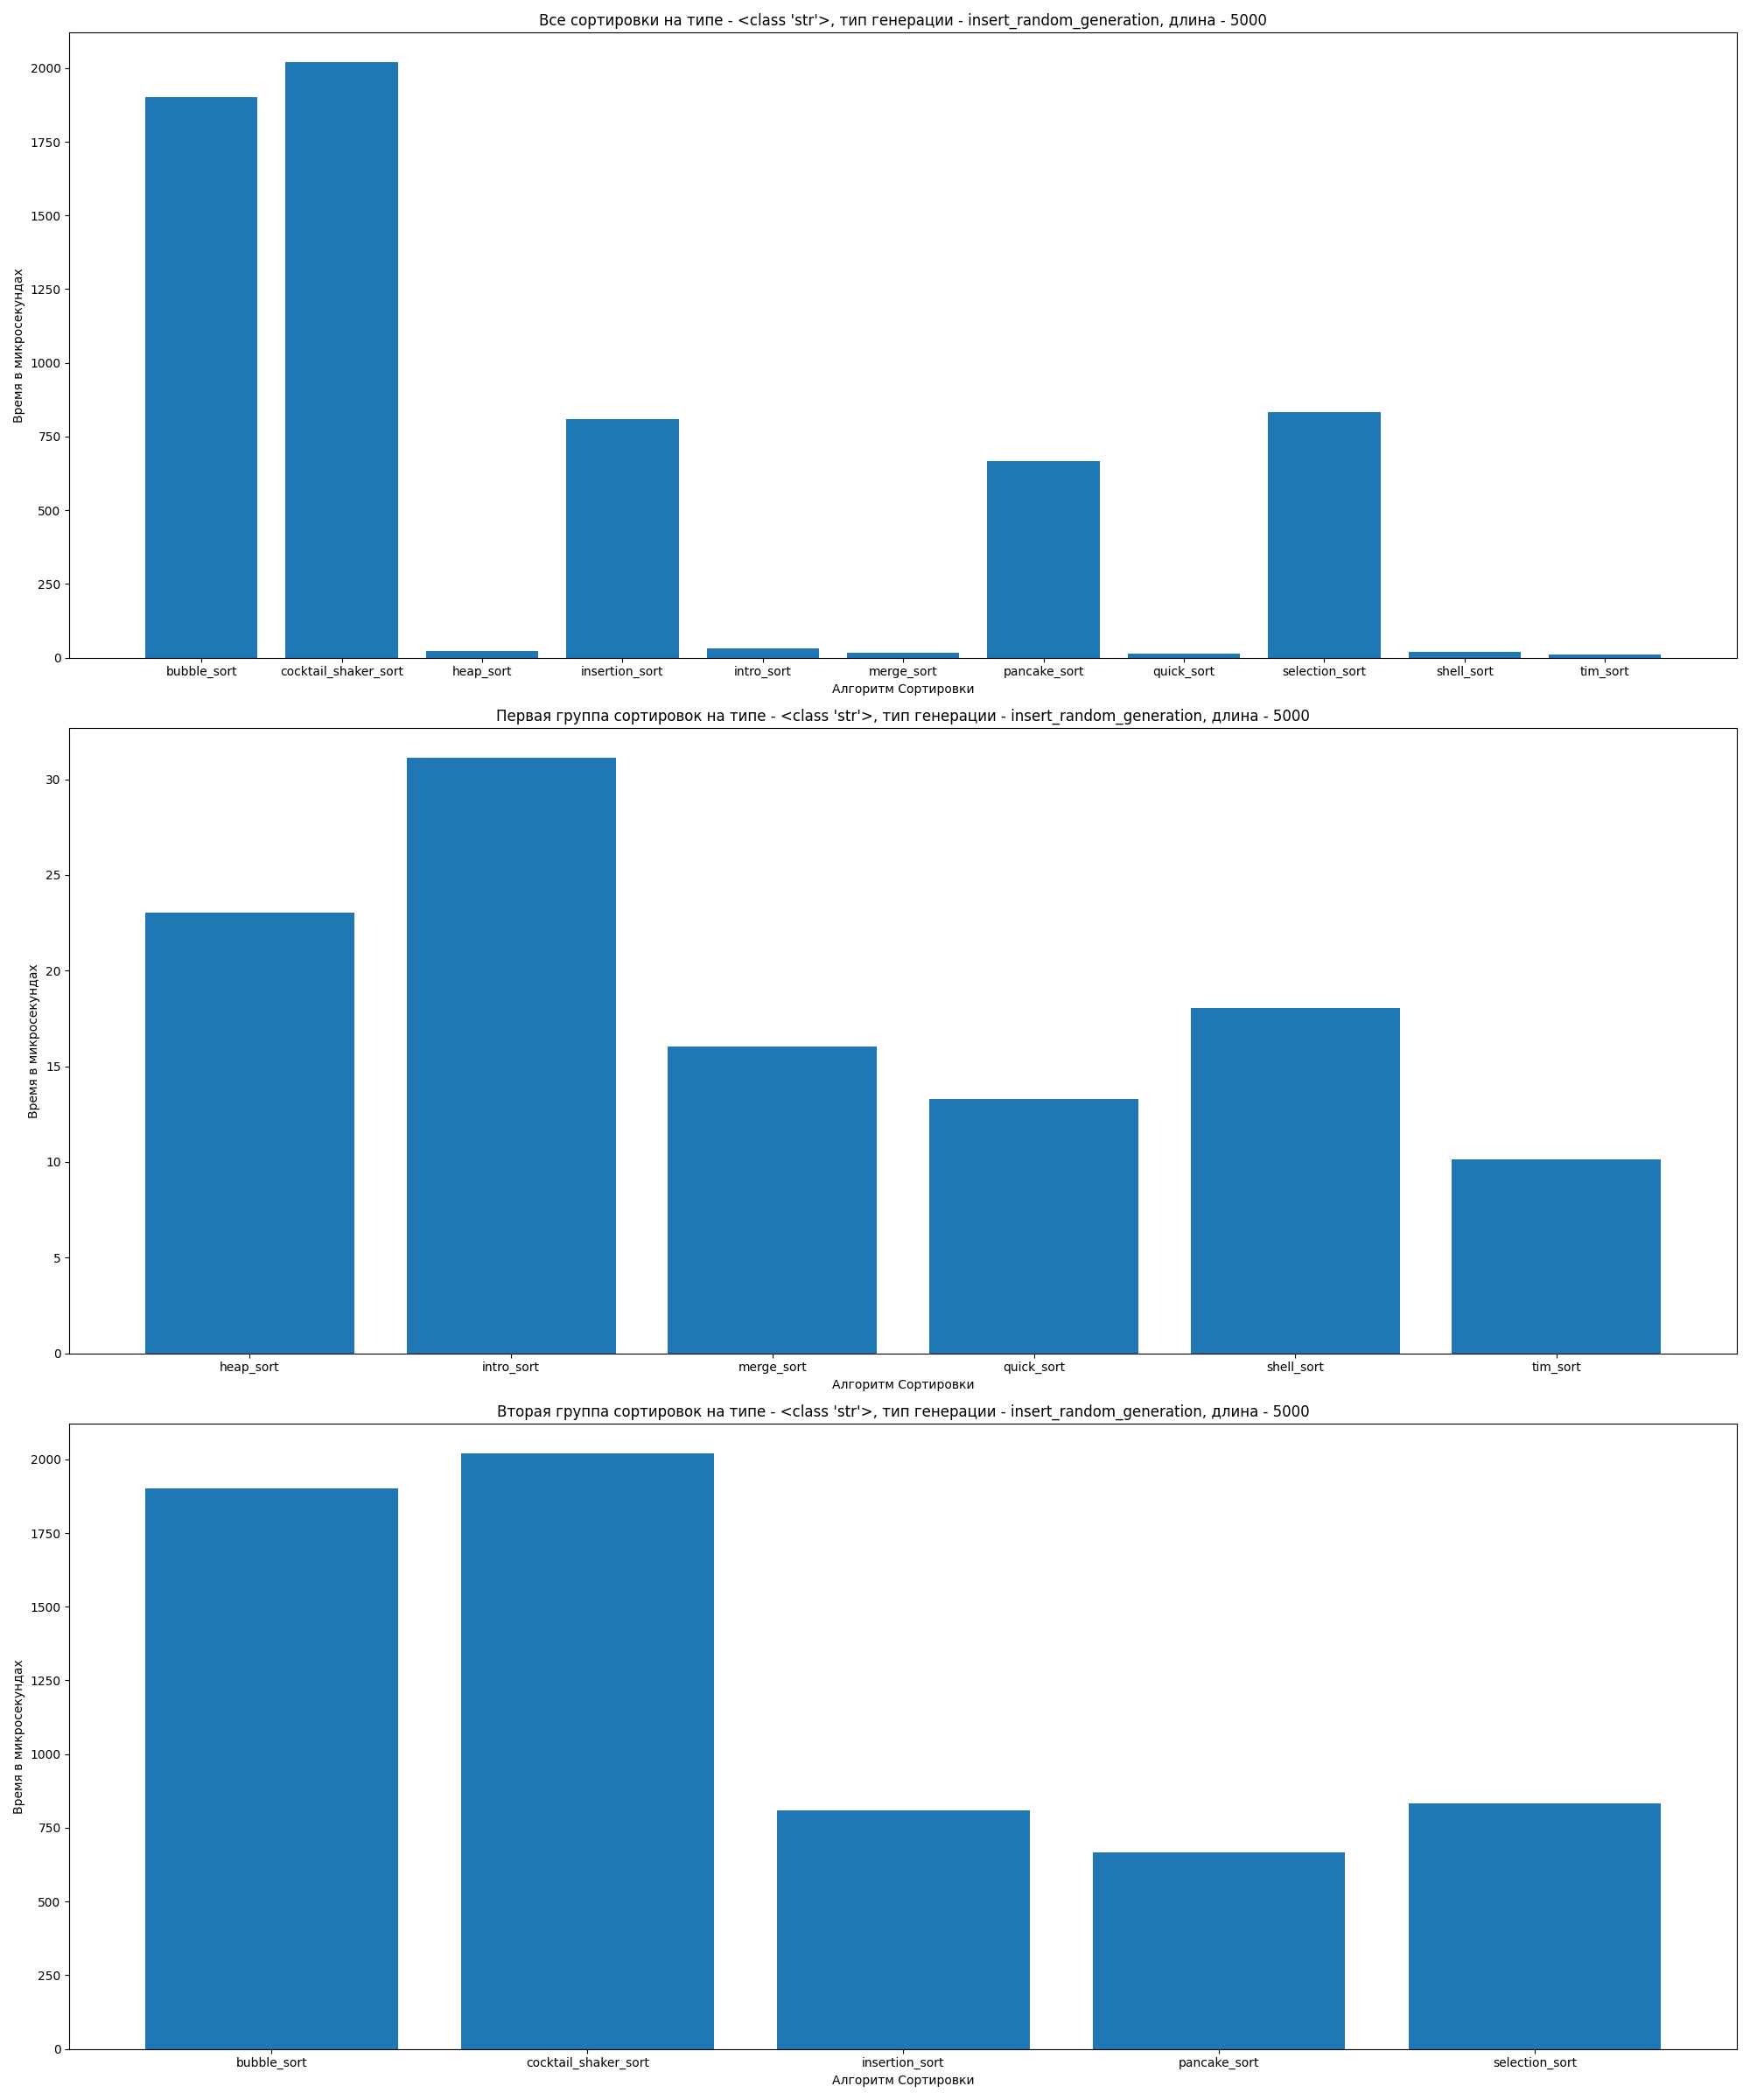 Все сортировки на типе - <class 'str'>, тип генерации - insert_random_generation, длина - 5000
Время в микросекундах
2000
1750
1500
1250
1000
750
500
250
0
bubble_sort cocktail_shaker_sort heap_sort insertion_sort intro_sort merge_sort pancake_sort quick_sort selection_sort shell_sort tim_sort
Алгоритм Сортировки
Первая группа сортировок на типе - <class 'str'>, тип генерации - insert_random_generation, длина - 5000
Время в микросекундах
30
25
20
15
10
5
0
heap_sort intro_sort merge_sort quick_sort shell_sort tim_sort
Алгоритм Сортировки
Вторая группа сортировок на типе - <class 'str'>, тип генерации - insert_random_generation, длина - 5000
Время в микросекундах
2000
1750
1500
1250
1000
750
500
250
0
bubble_sort cocktail_shaker_sort insertion_sort pancake_sort selection_sort
Алгоритм Сортировки